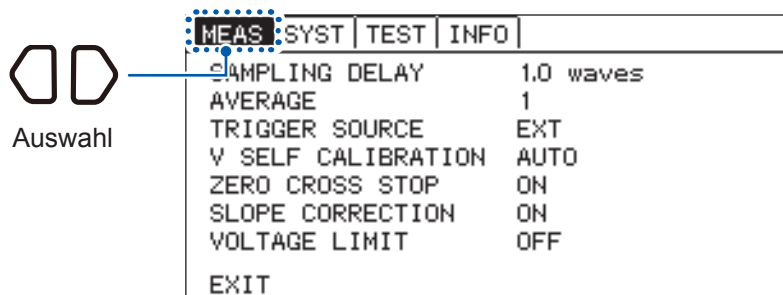 MEAS SYST TEST INFO
Auswahl
SAMPLING DELAY 1.0 waves
AVERAGE 1
TRIGGER SOURCE EXT
V SELF CALIBRATION AUTO
ZERO CROSS STOP ON
SLOPE CORRECTION ON
VOLTAGE LIMIT OFF
EXIT